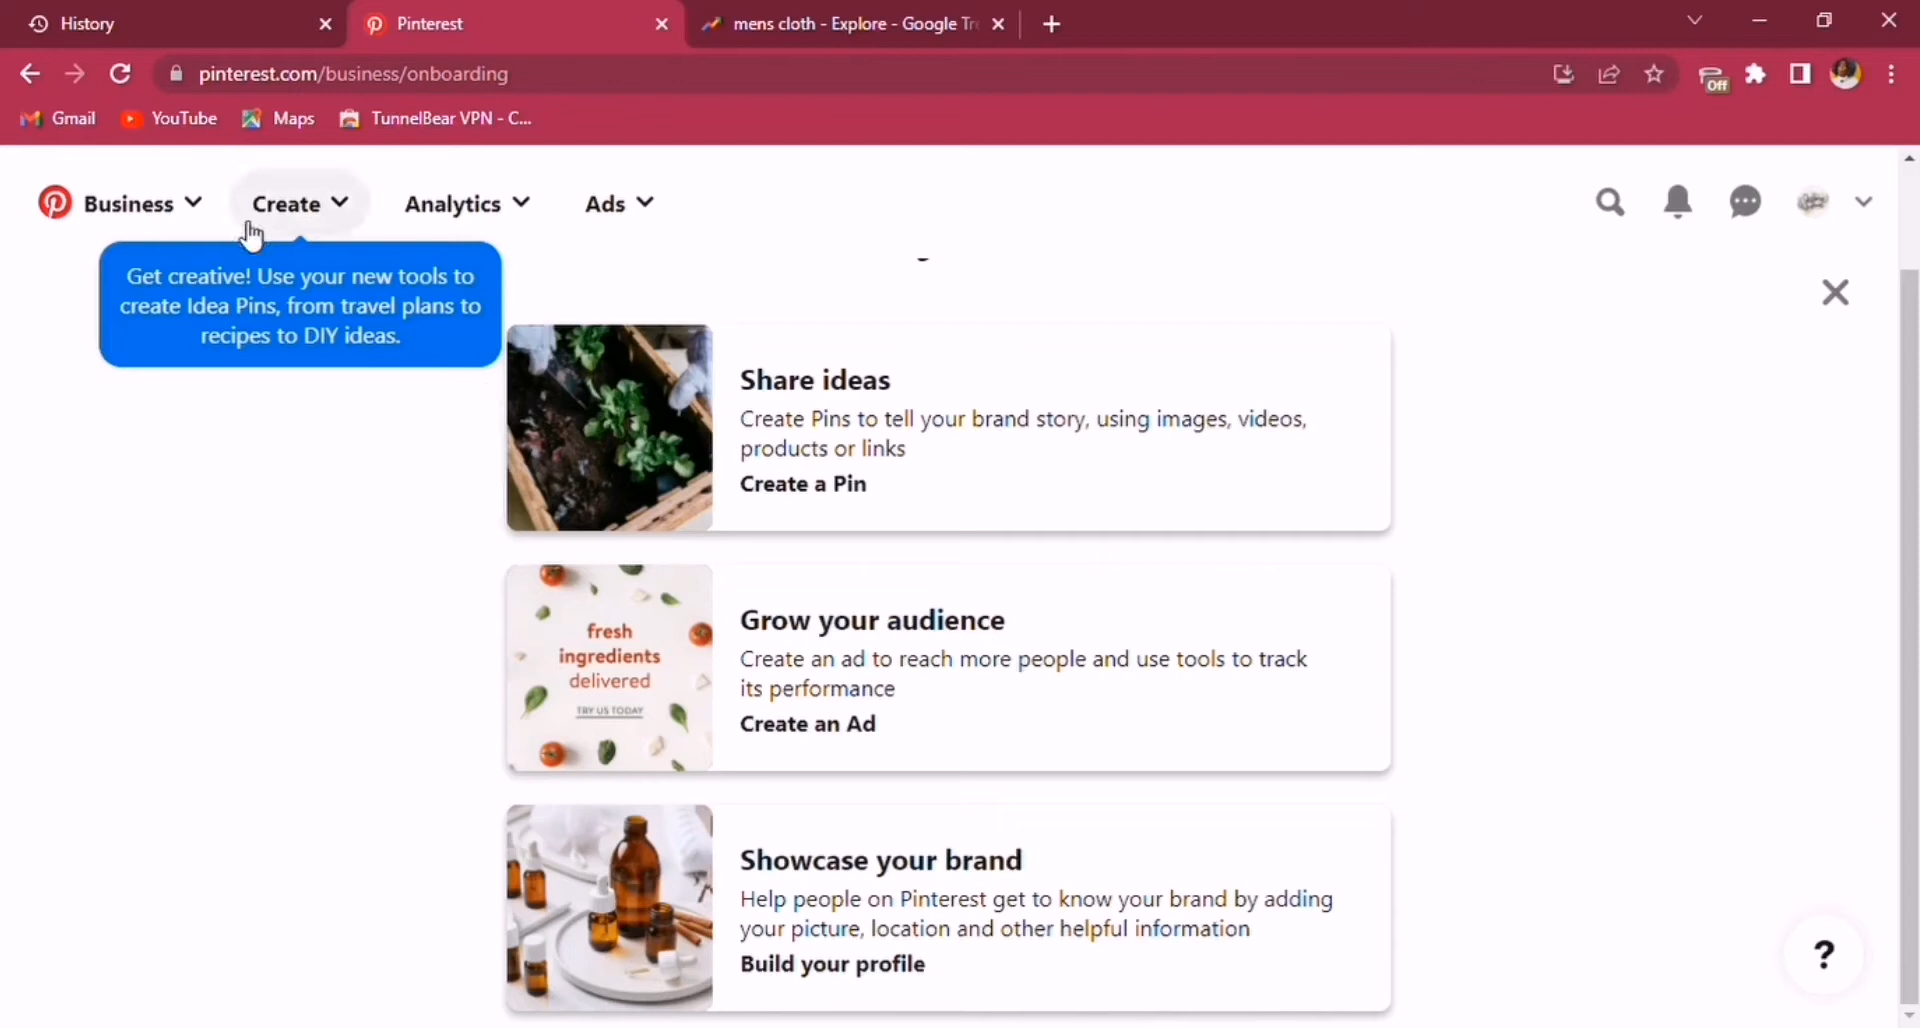 History
Pinterest
mens cloth - Explore - Google Tre
pinterest.com/business/onboarding
Off
Gmail
YouTube
Maps
TunnelBear VPN - C...
Business
Create
Analytics
Ads
Get creative! Use your new tools to
create Idea Pins, from travel plans to
recipes to DIY ideas.
Share ideas
Create Pins to tell your brand story, using images, videos,
products or links
Create a Pin
fresh
ingredients
delivered
TRY US TODAY
Grow your audience
Create an ad to reach more people and use tools to track
its performance
Create an Ad
Showcase your brand
Help people on Pinterest get to know your brand by adding
your picture, location and other helpful information
Build your profile
?